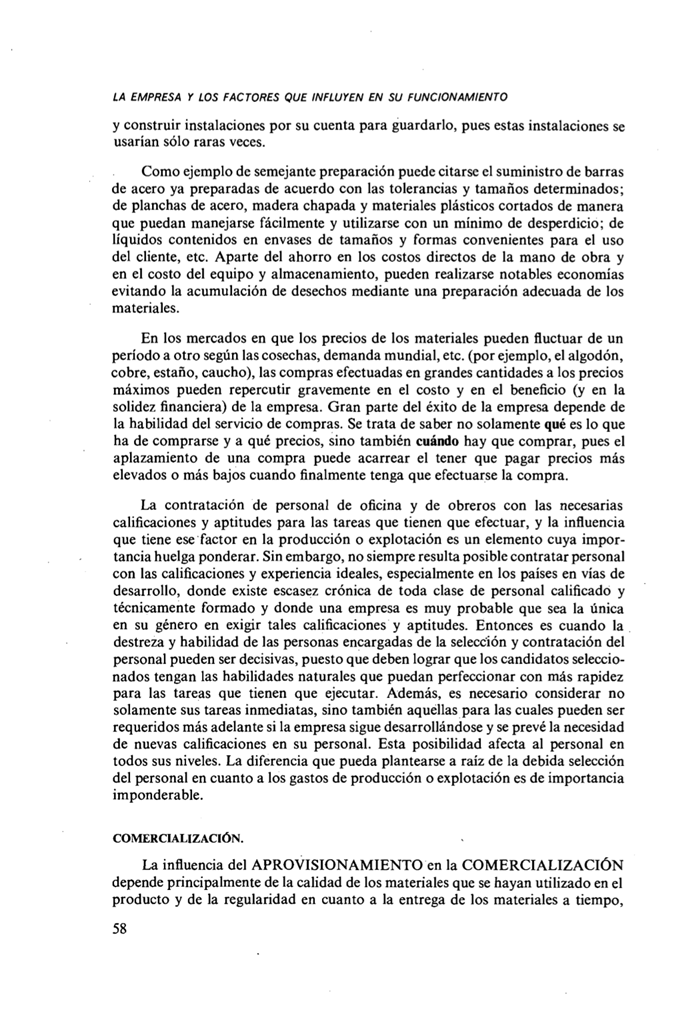 LA EMPRESA Y LOS FACTORES QUE INFLUYEN EN SU FUNCIONAMIENTO
y construir instalaciones por su cuenta para guardarlo, pues estas instalaciones se
usarían sólo raras veces.
Como ejemplo de semejante preparación puede citarse el suministro de barras
de acero ya preparadas de acuerdo con las tolerancias y tamaños determinados;
de planchas de acero, madera chapada y materiales plásticos cortados de manera
que puedan manejarse fácilmente y utilizarse con un mínimo de desperdicio; de
líquidos contenidos en envases de tamaños y formas convenientes para el uso
del cliente, etc. Aparte del ahorro en los costos directos de la mano de obra y
en el costo del equipo y almacenamiento, pueden realizarse notables economías
evitando la acumulación de desechos mediante una preparación adecuada de los
materiales.
En los mercados en que los precios de los materiales pueden fluctuar de un
período a otro según las cosechas, demanda mundial, etc. (por ejemplo, el algodón,
cobre, estaño, caucho), las compras efectuadas en grandes cantidades a los precios
máximos pueden repercutir gravemente en el costo y en el beneficio (y en la
solidez financiera) de la empresa. Gran parte del éxito de la empresa depende de
la habilidad del servicio de compras. Se trata de saber no solamente qué es lo que
ha de comprarse y a qué precios, sino también cuándo hay que comprar, pues el
aplazamiento de una compra puede acarrear el tener que pagar precios más
elevados o más bajos cuando finalmente tenga que efectuarse la compra.
La contratación de personal de oficina y de obreros con las necesarias
calificaciones y aptitudes para las tareas que tienen que efectuar, y la influencia
que tiene ese factor en la producción o explotación es un elemento cuya impor-
tancia huelga ponderar. Sin embargo, no siempre resulta posible contratar personal
con las calificaciones y experiencia ideales, especialmente en los países en vías de
desarrollo, donde existe escasez crónica de toda clase de personal calificado y
técnicamente formado y donde una empresa es muy probable que sea la única
en su género en exigir tales calificaciones y aptitudes. Entonces es cuando la
destreza y habilidad de las personas encargadas de la selección y contratación del
personal pueden ser decisivas, puesto que deben lograr que los candidatos seleccio-
nados tengan las habilidades naturales que puedan perfeccionar con más rapidez
para las tareas que tienen que ejecutar. Además, es necesario considerar no
solamente sus tareas inmediatas, sino también aquellas para las cuales pueden ser
requeridos más adelante si la empresa sigue desarrollándose y se prevé la necesidad
de nuevas calificaciones en su personal. Esta posibilidad afecta al personal en
todos sus niveles. La diferencia que pueda plantearse a raíz de la debida selección
del personal en cuanto a los gastos de producción o explotación es de importancia
imponderable.
COMERCIALIZACIÓN.
La influencia del APROVISIONAMIENTO en la COMERCIALIZACIÓN
depende principalmente de la calidad de los materiales que se hayan utilizado en el
producto y de la regularidad en cuanto a la entrega de los materiales a tiempo,
58